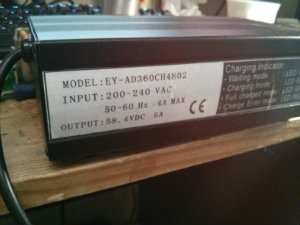 MODEL: EY-AD360CH4802
INPUT: 200-240 VAC
50-60 Hz .4A MAX
OUTPUT: 58.4VDC 5A
CE
Charging Indicator:
- Waiting mode
- Charging mode
- Full charged mode
- Charge Error mode